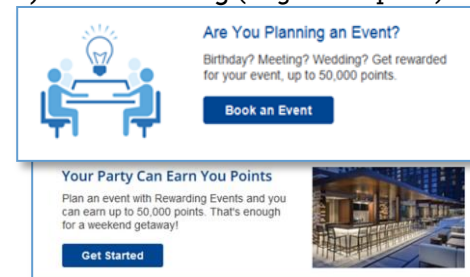 Are You Planning an Event?
Birthday? Meeting? Wedding? Get rewarded
for your event, up to 50,000 points.
Book an Event
Your Party Can Earn You Points
Plan an event with Rewarding Events and you
can earn up to 50,000 points. That's enough
for a weekend getaway!
Get Started